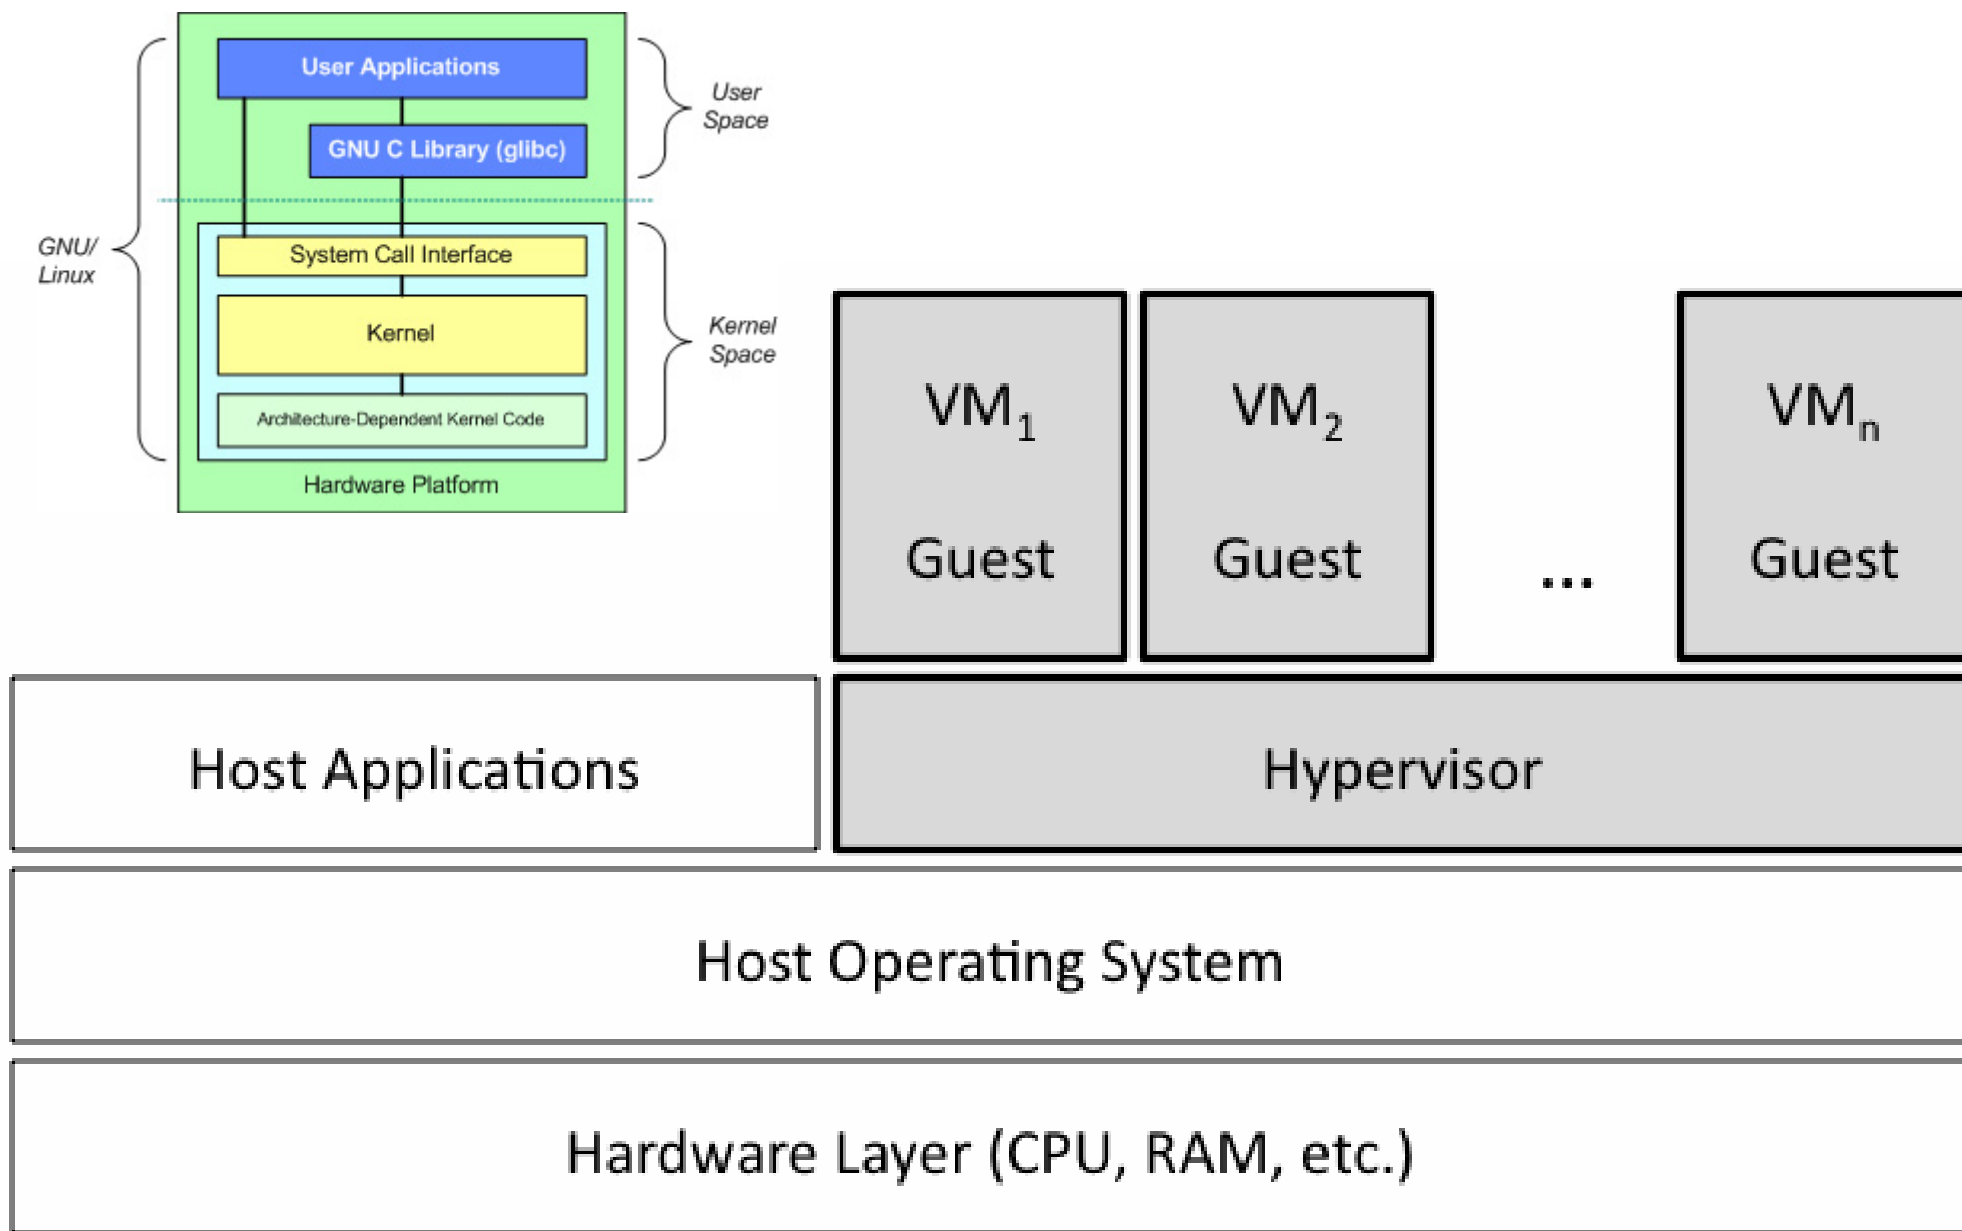 User Applications
User
Space
GNU C Library (glibc)
GNU/
Linux
System Call Interface
Kernel
Kernel
Space
Architecture-Dependent Kernel Code
Hardware Platform
VM1
Guest
VM2
Guest
...
VMn
Guest
Host Applications
Hypervisor
Host Operating System
Hardware Layer (CPU, RAM, etc.)